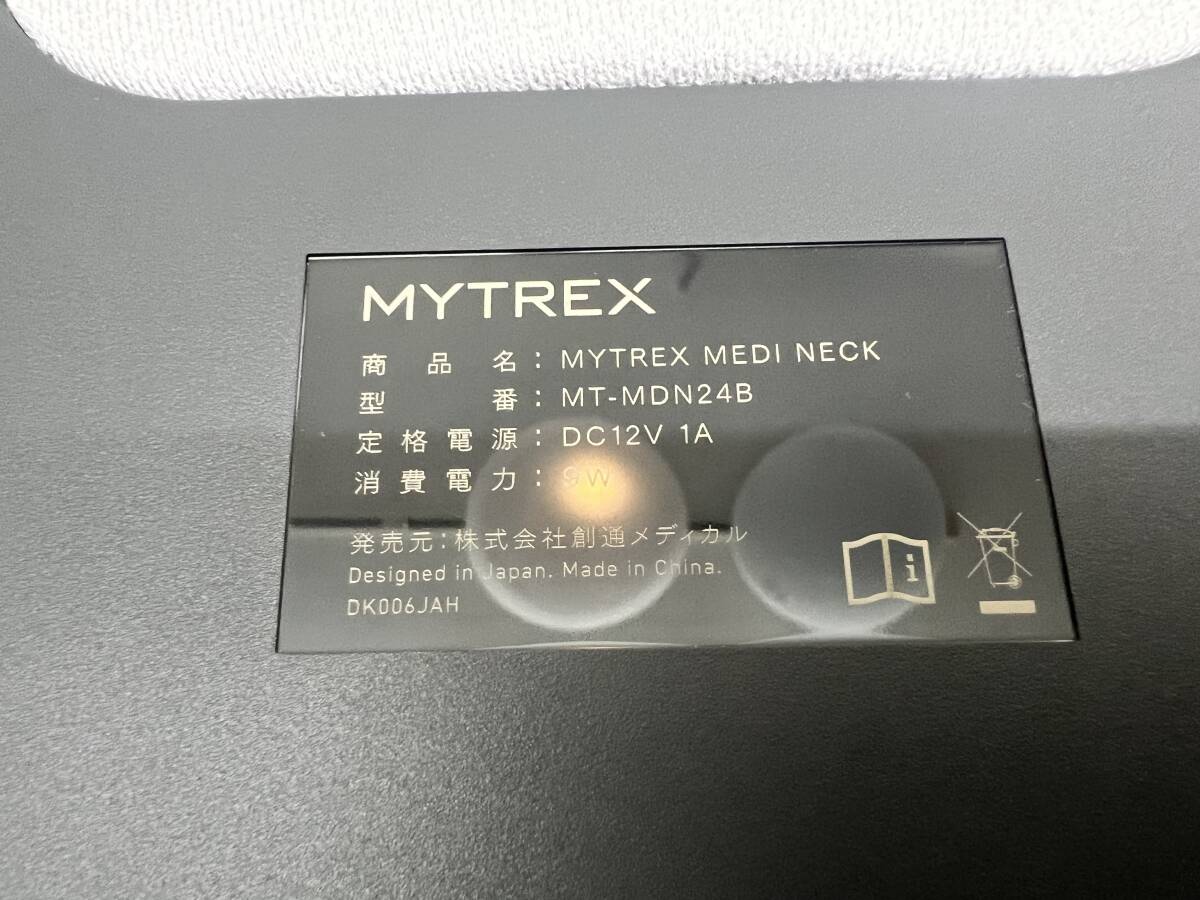 MYTREX
商品名：MYTREX MEDI NECK
型番：MT-MDN24B
定格電源：DC12V 1A
消費電力：9W
発売元：株式会社創通メディカル
Designed in Japan. Made in China.
DK006JAH
i